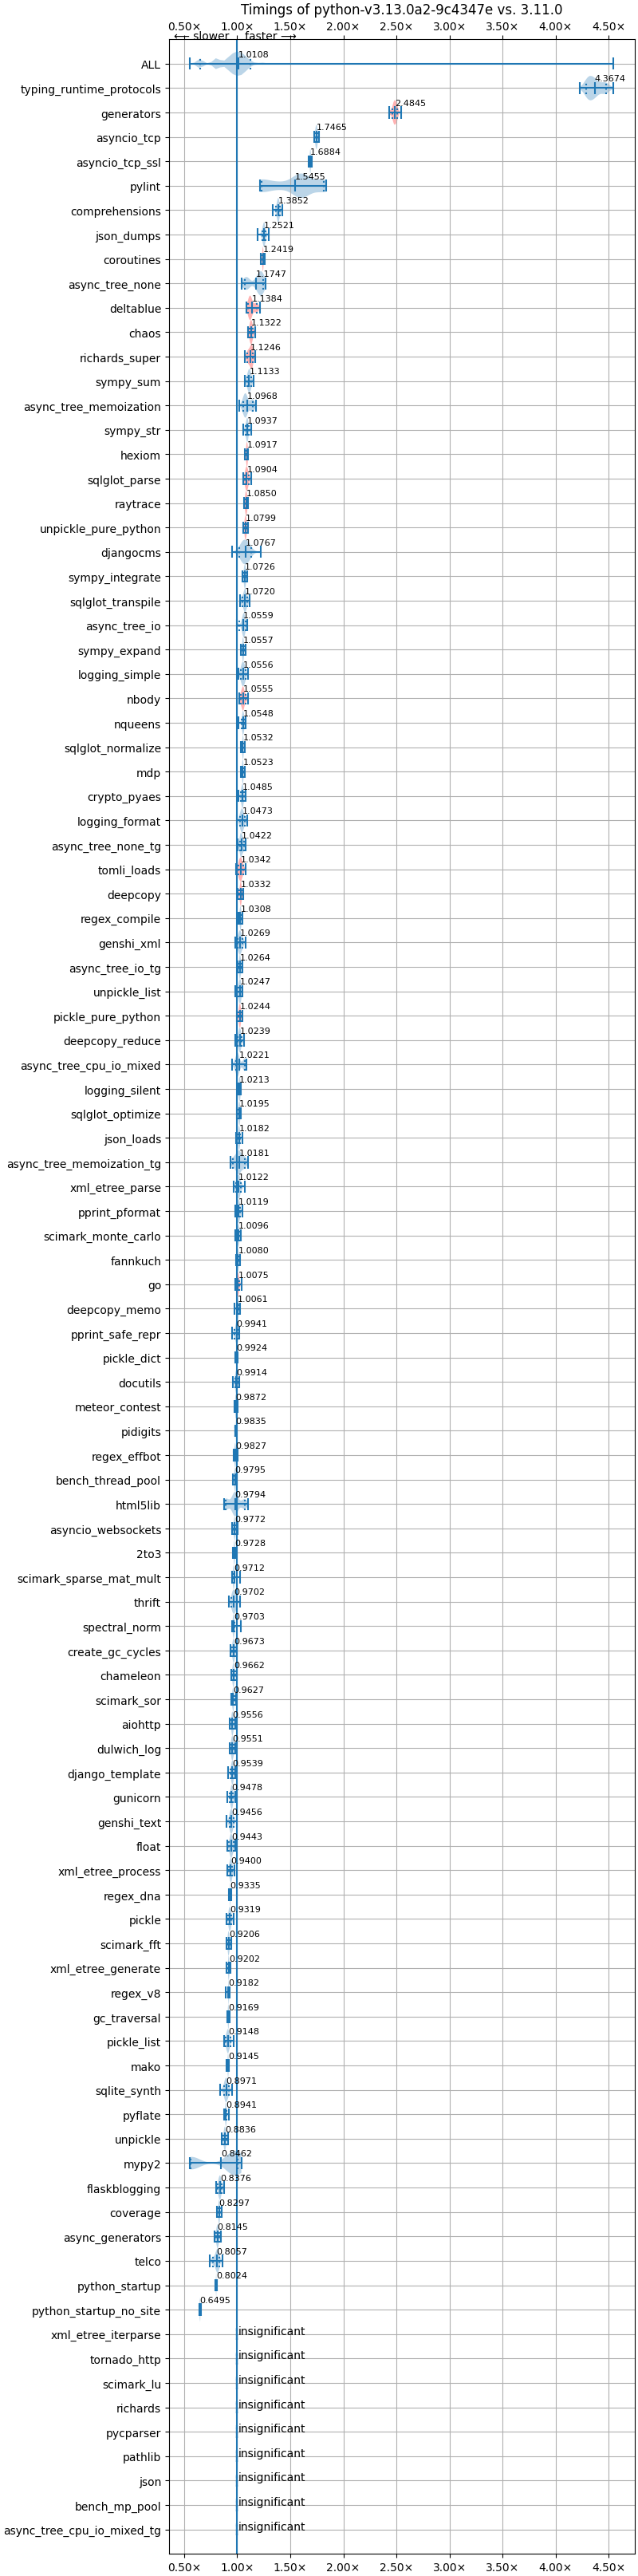 Timings of python-v3.13.0a2-9c4347e vs. 3.11.0
0.50× 1.00× 1.50× 2.00× 2.50× 3.00× 3.50× 4.00× 4.50×
⟵ slower faster ⟶
ALL 1.0108
typing_runtime_protocols 4.3674
generators 2.4845
asyncio_tcp 1.7465
asyncio_tcp_ssl 1.6884
pylint 1.5455
comprehensions 1.3852
json_dumps 1.2521
coroutines 1.2419
async_tree_none 1.1747
deltablue 1.1384
chaos 1.1322
richards_super 1.1246
sympy_sum 1.1133
async_tree_memoization 1.0968
sympy_str 1.0937
hexiom 1.0917
sqlglot_parse 1.0904
raytrace 1.0850
unpickle_pure_python 1.0799
djangocms 1.0767
sympy_integrate 1.0726
sqlglot_transpile 1.0720
async_tree_io 1.0559
sympy_expand 1.0557
logging_simple 1.0556
nbody 1.0555
nqueens 1.0548
sqlglot_normalize 1.0532
mdp 1.0523
crypto_pyaes 1.0485
logging_format 1.0473
async_tree_none_tg 1.0422
tomli_loads 1.0342
deepcopy 1.0332
regex_compile 1.0308
genshi_xml 1.0269
async_tree_io_tg 1.0264
unpickle_list 1.0247
pickle_pure_python 1.0244
deepcopy_reduce 1.0239
async_tree_cpu_io_mixed 1.0221
logging_silent 1.0213
sqlglot_optimize 1.0195
json_loads 1.0182
async_tree_memoization_tg 1.0181
xml_etree_parse 1.0122
pprint_pformat 1.0119
scimark_monte_carlo 1.0096
fannkuch 1.0080
go 1.0075
deepcopy_memo 1.0061
pprint_safe_repr 0.9941
pickle_dict 0.9924
docutils 0.9914
meteor_contest 0.9872
pidigits 0.9835
regex_effbot 0.9827
bench_thread_pool 0.9795
html5lib 0.9794
asyncio_websockets 0.9772
2to3 0.9728
scimark_sparse_mat_mult 0.9712
thrift 0.9702
spectral_norm 0.9703
create_gc_cycles 0.9673
chameleon 0.9662
scimark_sor 0.9627
aiohttp 0.9556
dulwich_log 0.9551
django_template 0.9539
gunicorn 0.9478
genshi_text 0.9456
float 0.9443
xml_etree_process 0.9400
regex_dna 0.9335
pickle 0.9319
scimark_fft 0.9206
xml_etree_generate 0.9202
regex_v8 0.9182
gc_traversal 0.9169
pickle_list 0.9148
mako 0.9145
sqlite_synth 0.8971
pyflate 0.8941
unpickle 0.8836
mypy2 0.8462
flaskblogging 0.8376
coverage 0.8297
async_generators 0.8145
telco 0.8057
python_startup 0.8024
python_startup_no_site 0.6495
xml_etree_iterparse insignificant
tornado_http insignificant
scimark_lu insignificant
richards insignificant
pycparser insignificant
pathlib insignificant
json insignificant
bench_mp_pool insignificant
async_tree_cpu_io_mixed_tg insignificant
0.50× 1.00× 1.50× 2.00× 2.50× 3.00× 3.50× 4.00× 4.50×